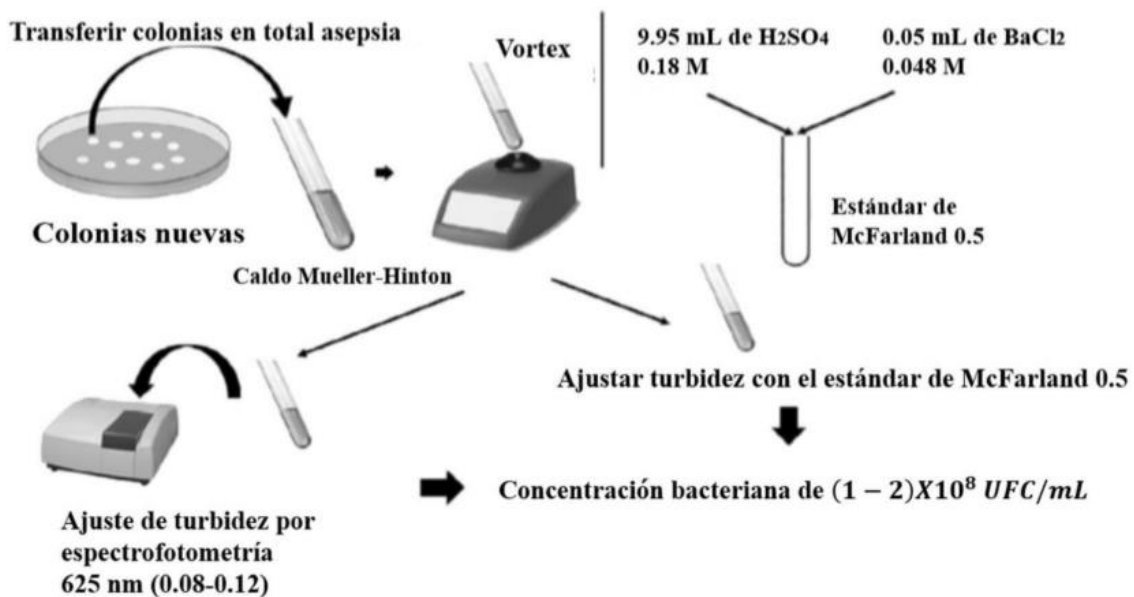 Transferir colonias en total asepsia
Vortex
9.95 mL de H₂SO4
0.18 M
0.05 mL de BaCl₂
0.048 M
Colonias nuevas
Caldo Mueller-Hinton
Estándar de
McFarland 0.5
Ajustar turbidez con el estándar de McFarland 0.5
Ajuste de turbidez por
espectrofotometría
625 nm (0.08-0.12)
Concentración bacteriana de (1 − 2)X10⁸ UFC/mL